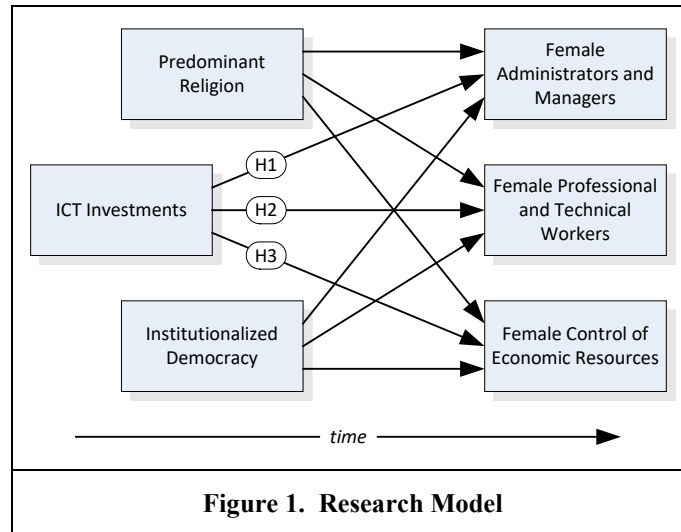 Predominant
Religion
Female
Administrators and
Managers
H1
ICT Investments
H2
Female Professional
and Technical
Workers
H3
Institutionalized
Democracy
Female Control of
Economic Resources
time
Figure 1. Research Model